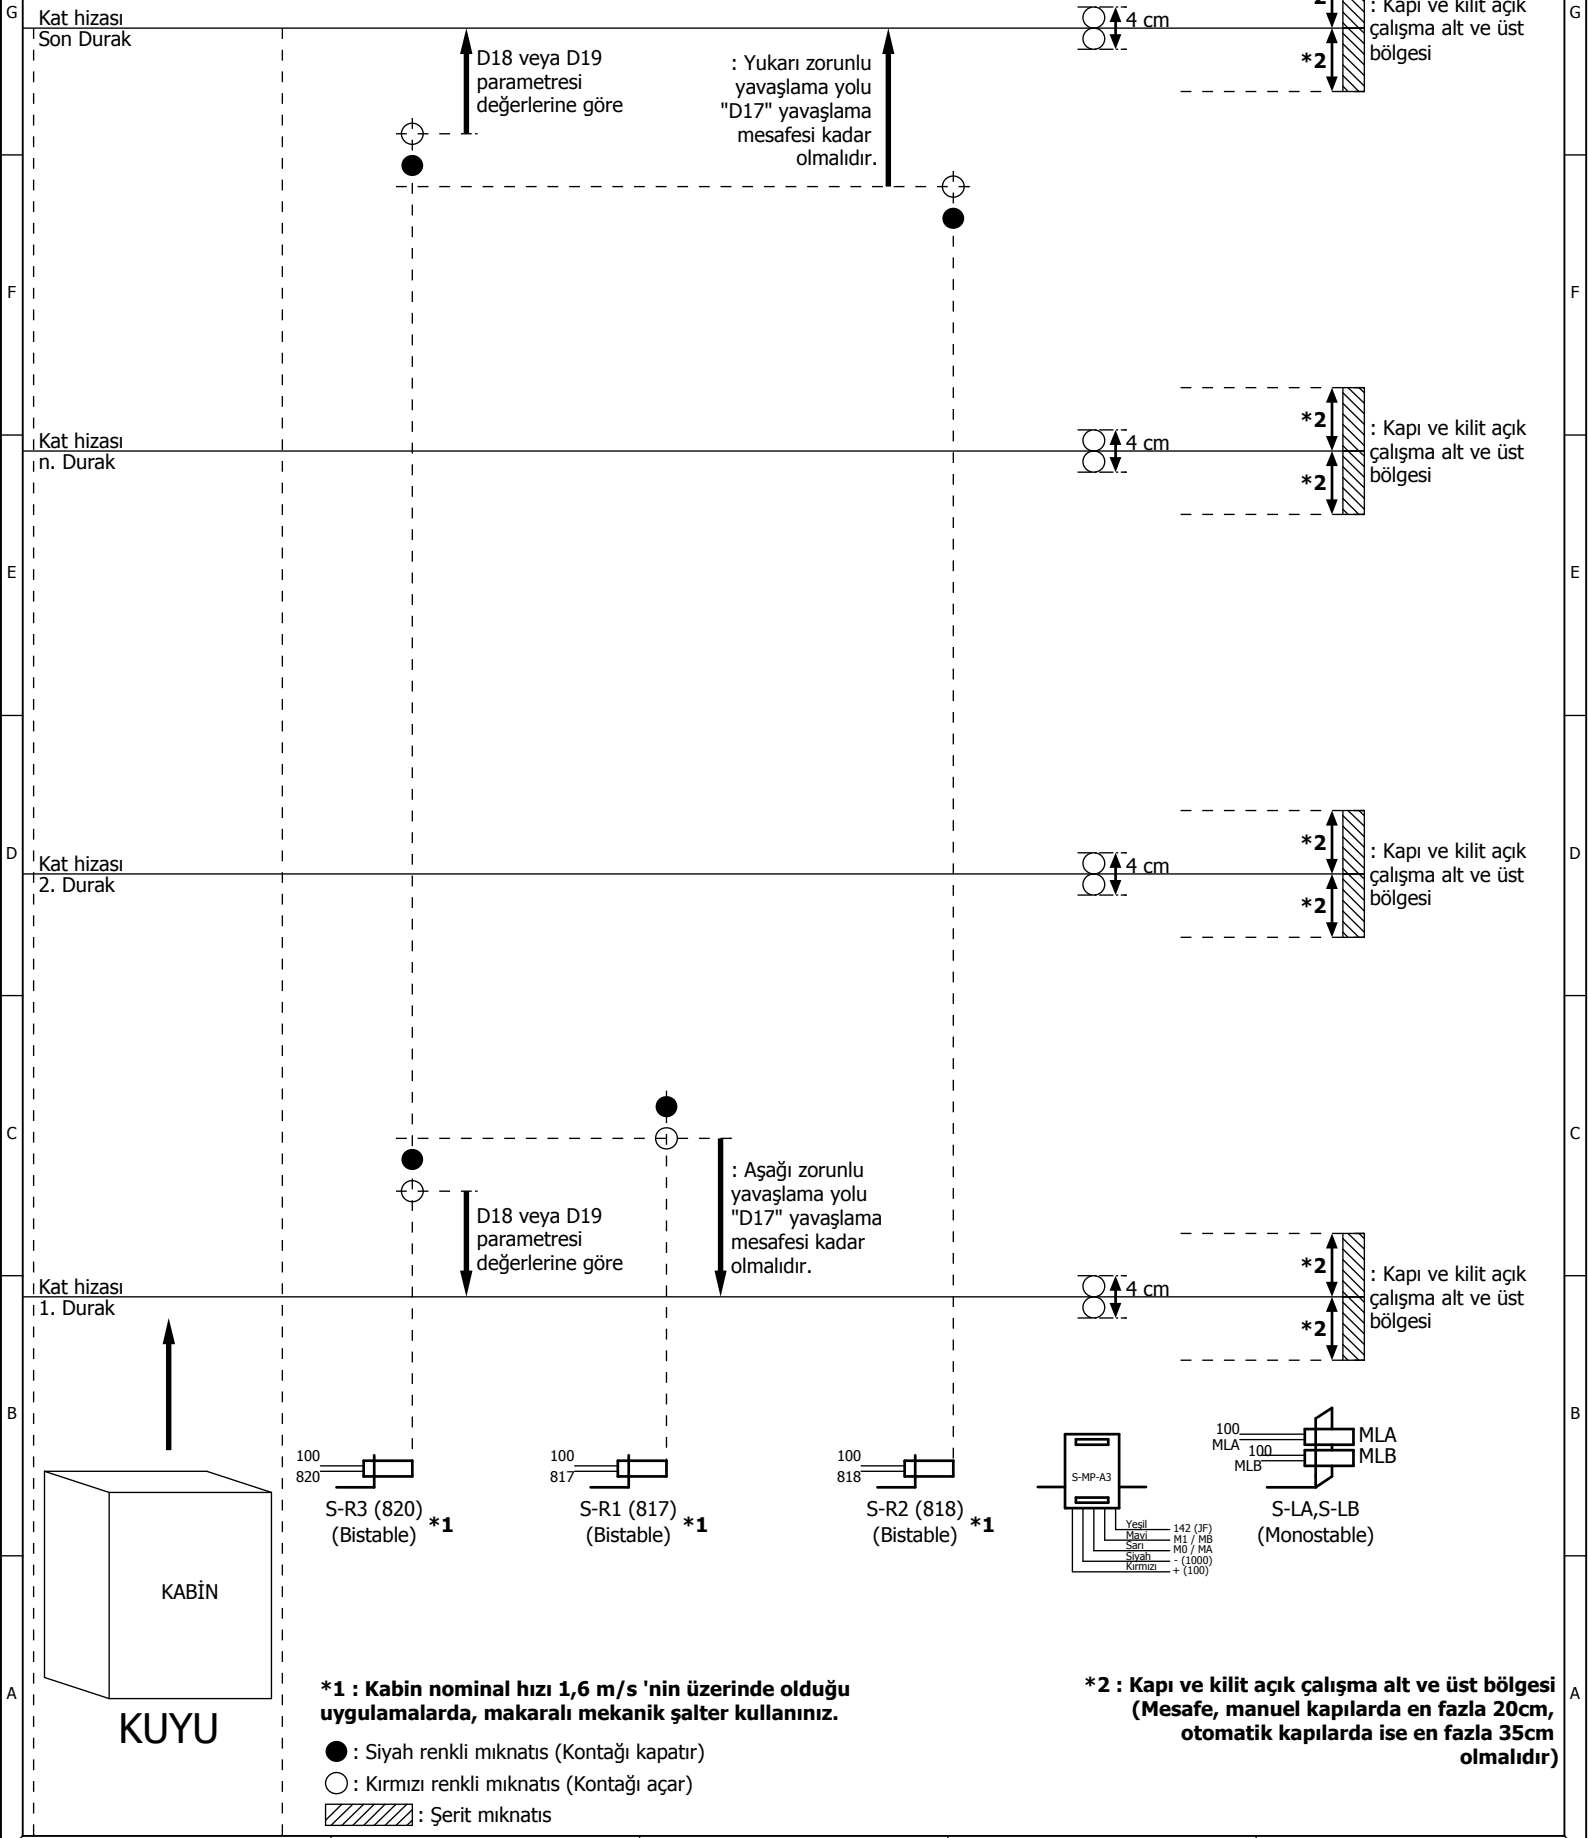 G
Kat hizası
Son Durak
D18 veya D19
parametresi
değerlerine göre
: Yukarı zorunlu
yavaşlama yolu
"D17" yavaşlama
mesafesi kadar
olmalıdır.
4 cm
*2
: Kapı ve kilit açık
çalışma alt ve üst
bölgesi
G
F
F
Kat hizası
n. Durak
4 cm
*2
*2
: Kapı ve kilit açık
çalışma alt ve üst
bölgesi
E
E
D
Kat hizası
2. Durak
4 cm
*2
*2
: Kapı ve kilit açık
çalışma alt ve üst
bölgesi
D
C
C
D18 veya D19
parametresi
değerlerine göre
: Aşağı zorunlu
yavaşlama yolu
"D17" yavaşlama
mesafesi kadar
olmalıdır.
Kat hizası
1. Durak
4 cm
*2
*2
: Kapı ve kilit açık
çalışma alt ve üst
bölgesi
B
B
100
820
S-R3 (820)
(Bistable)
*1
100
817
S-R1 (817)
(Bistable)
*1
100
818
S-R2 (818)
(Bistable)
*1
S-MP-A3
Yeşil 142 (JF)
Mavi M1 / MB
Sarı M0 / MA
Siyah - (1000)
Kırmızı + (100)
100
MLA
100
MLB
MLA
MLB
S-LA,S-LB
(Monostable)
KABİN
KUYU
A
A
*1 : Kabin nominal hızı 1,6 m/s 'nin üzerinde olduğu
uygulamalarda, makaralı mekanik şalter kullanınız.
: Siyah renkli mıknatıs (Kontağı kapatır)
: Kırmızı renkli mıknatıs (Kontağı açar)
: Şerit mıknatıs
*2 : Kapı ve kilit açık çalışma alt ve üst bölgesi
(Mesafe, manuel kapılarda en fazla 20cm,
otomatik kapılarda ise en fazla 35cm
olmalıdır)